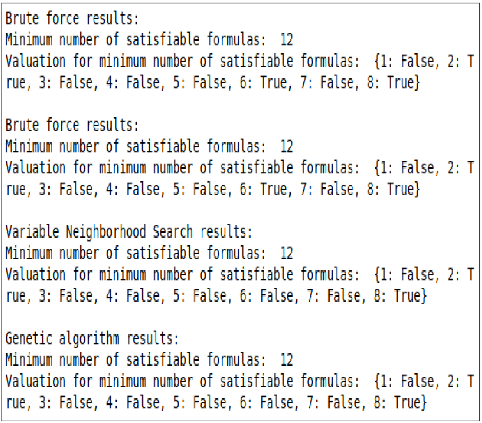 Brute force results:
Minimum number of satisfiable formulas:  12
Valuation for minimum number of satisfiable formulas:  {1: False, 2: T
rue, 3: False, 4: False, 5: False, 6: True, 7: False, 8: True}

Brute force results:
Minimum number of satisfiable formulas:  12
Valuation for minimum number of satisfiable formulas:  {1: False, 2: T
rue, 3: False, 4: False, 5: False, 6: True, 7: False, 8: True}

Variable Neighborhood Search results:
Minimum number of satisfiable formulas:  12
Valuation for minimum number of satisfiable formulas:  {1: False, 2: T
rue, 3: False, 4: False, 5: False, 6: False, 7: False, 8: True}

Genetic algorithm results:
Minimum number of satisfiable formulas:  12
Valuation for minimum number of satisfiable formulas:  {1: False, 2: T
rue, 3: False, 4: False, 5: False, 6: False, 7: False, 8: True}